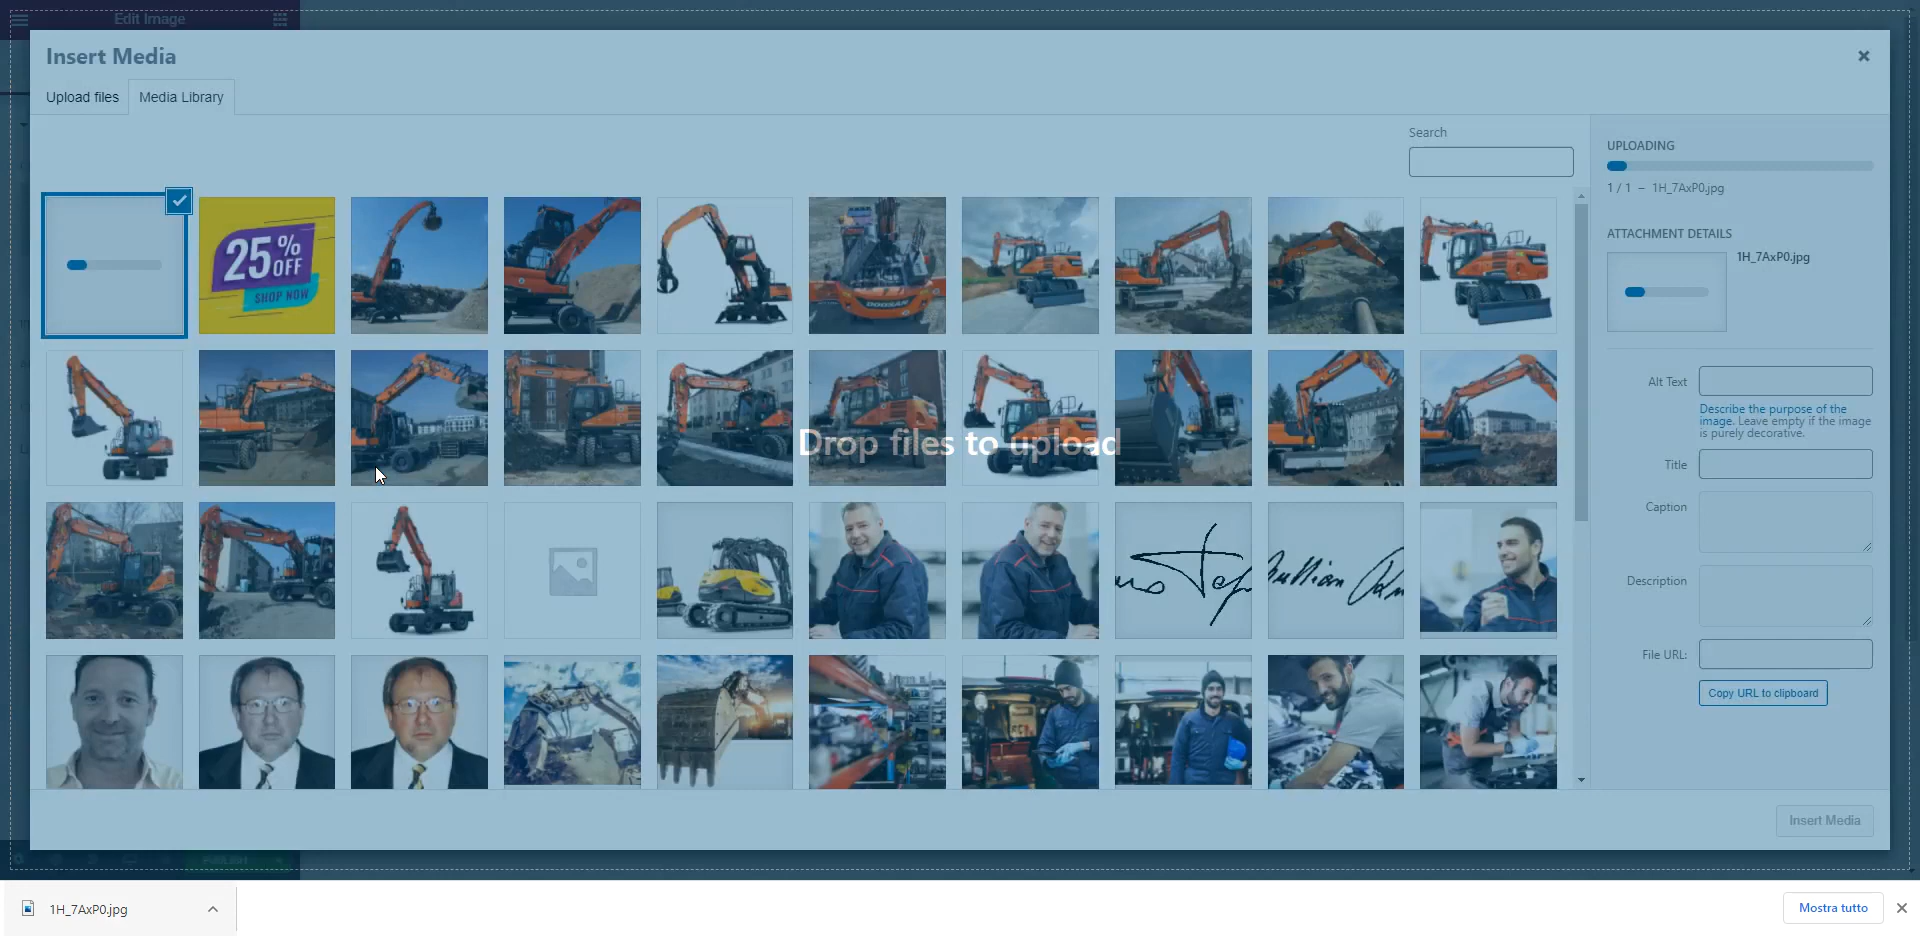 Edit Image
Insert Media
Upload files
Media Library
Search
UPLOADING
1 / 1 – 1H_7AxP0.jpg
ATTACHMENT DETAILS
1H_7AxP0.jpg
25%
OFF
SHOP NOW
DOOSAN
Drop files to upload
Alt Text
Describe the purpose of the
image. Leave empty if the image
is purely decorative.
Title
Caption
Description
File URL:
Copy URL to clipboard
Insert Media
PUBLISH
1H_7AxP0.jpg
Mostra tutto